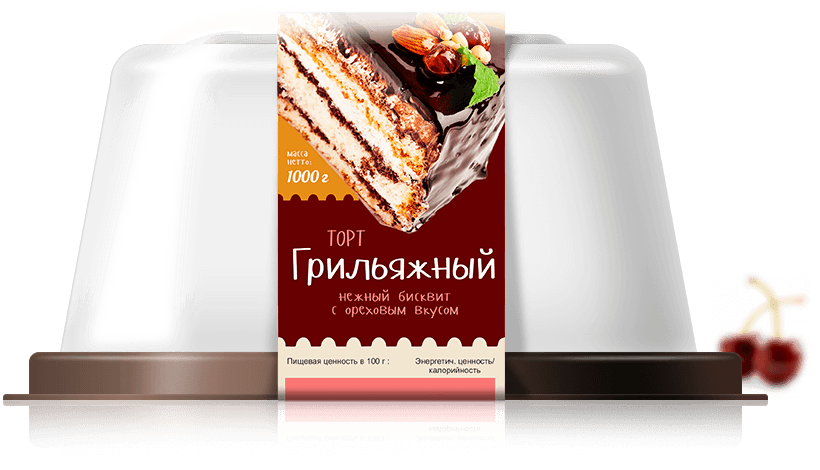 масса
нетто:
1000 г
ТОРТ
Грильяжный
нежный бисквит
с ореховым вкусом
Пищевая ценность в 100 г :
Энергетич. ценность/
калорийность